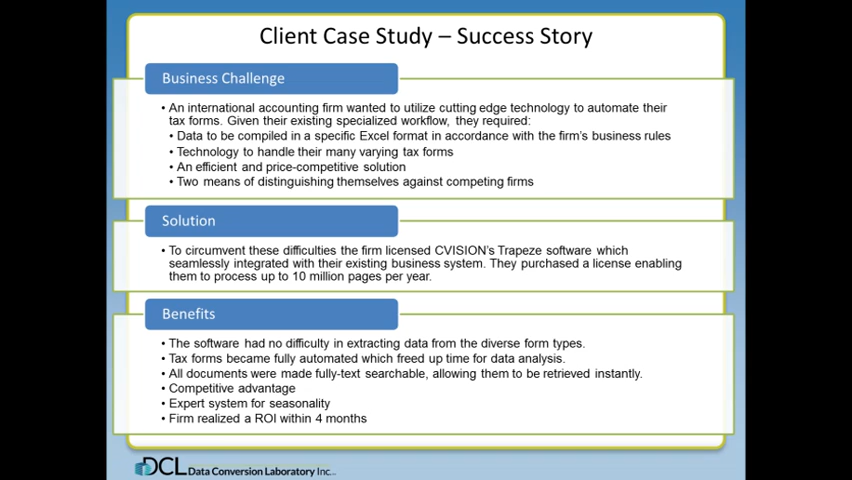 Client Case Study – Success Story
Business Challenge
• An international accounting firm wanted to utilize cutting edge technology to automate their
tax forms. Given their existing specialized workflow, they required:
• Data to be compiled in a specific Excel format in accordance with the firm's business rules
• Technology to handle their many varying tax forms
• An efficient and price-competitive solution
• Two means of distinguishing themselves against competing firms
Solution
• To circumvent these difficulties the firm licensed CVISION's Trapeze software which
seamlessly integrated with their existing business system. They purchased a license enabling
them to process up to 10 million pages per year.
Benefits
• The software had no difficulty in extracting data from the diverse form types.
• Tax forms became fully automated which freed up time for data analysis.
• All documents were made fully-text searchable, allowing them to be retrieved instantly.
• Competitive advantage
• Expert system for seasonality
• Firm realized a ROI within 4 months
DCL Data Conversion Laboratory Inc...